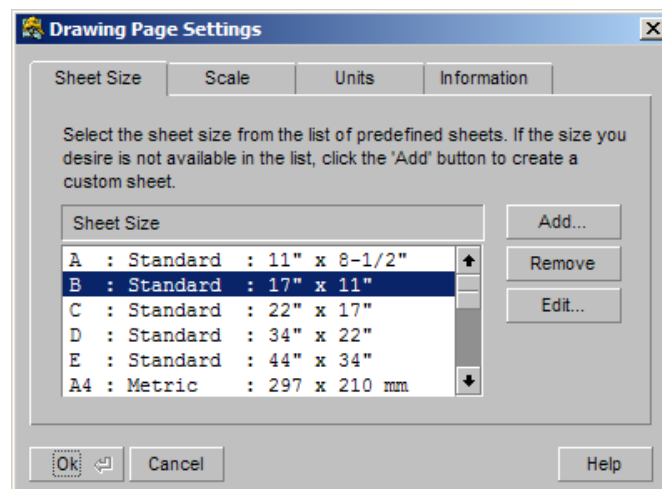 Drawing Page Settings
Sheet Size Scale Units Information
Select the sheet size from the list of predefined sheets. If the size you
desire is not available in the list, click the 'Add' button to create a
custom sheet.
Sheet Size
A : Standard : 11" x 8-1/2"
B : Standard : 17" x 11"
C : Standard : 22" x 17"
D : Standard : 34" x 22"
E : Standard : 44" x 34"
A4 : Metric : 297 x 210 mm
Add...
Remove
Edit...
Ok Cancel Help